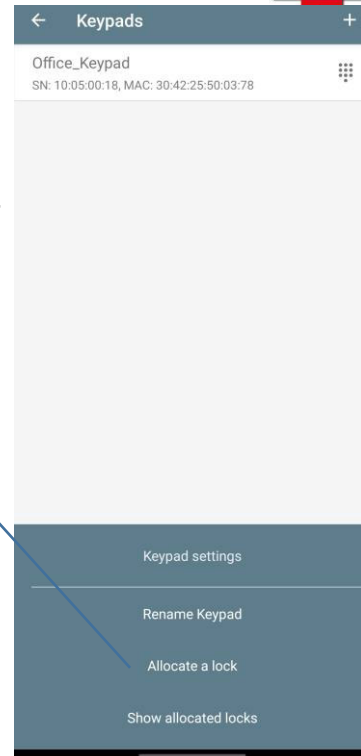 Keypads
Office_Keypad
SN: 10:05:00:18, MAC: 30:42:25:50:03:78
Keypad settings
Rename Keypad
Allocate a lock
Show allocated locks